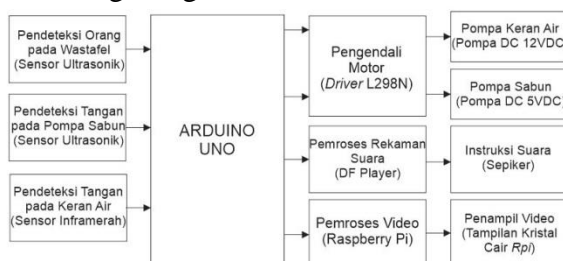 Pendeteksi Orang
pada Wastafel
(Sensor Ultrasonik)
Pendeteksi Tangan
pada Pompa Sabun
(Sensor Ultrasonik)
Pendeteksi Tangan
pada Keran Air
(Sensor Inframerah)
ARDUINO
UNO
Pengendali
Motor
(Driver L298N)
Pemroses Rekaman
Suara
(DF Player)
Pemroses Video
(Raspberry Pi)
Pompa Keran Air
(Pompa DC 12VDC)
Pompa Sabun
(Pompa DC 5VDC)
Instruksi Suara
(Sepiker)
Penampil Video
(Tampilan Kristal
Cair Rpi)